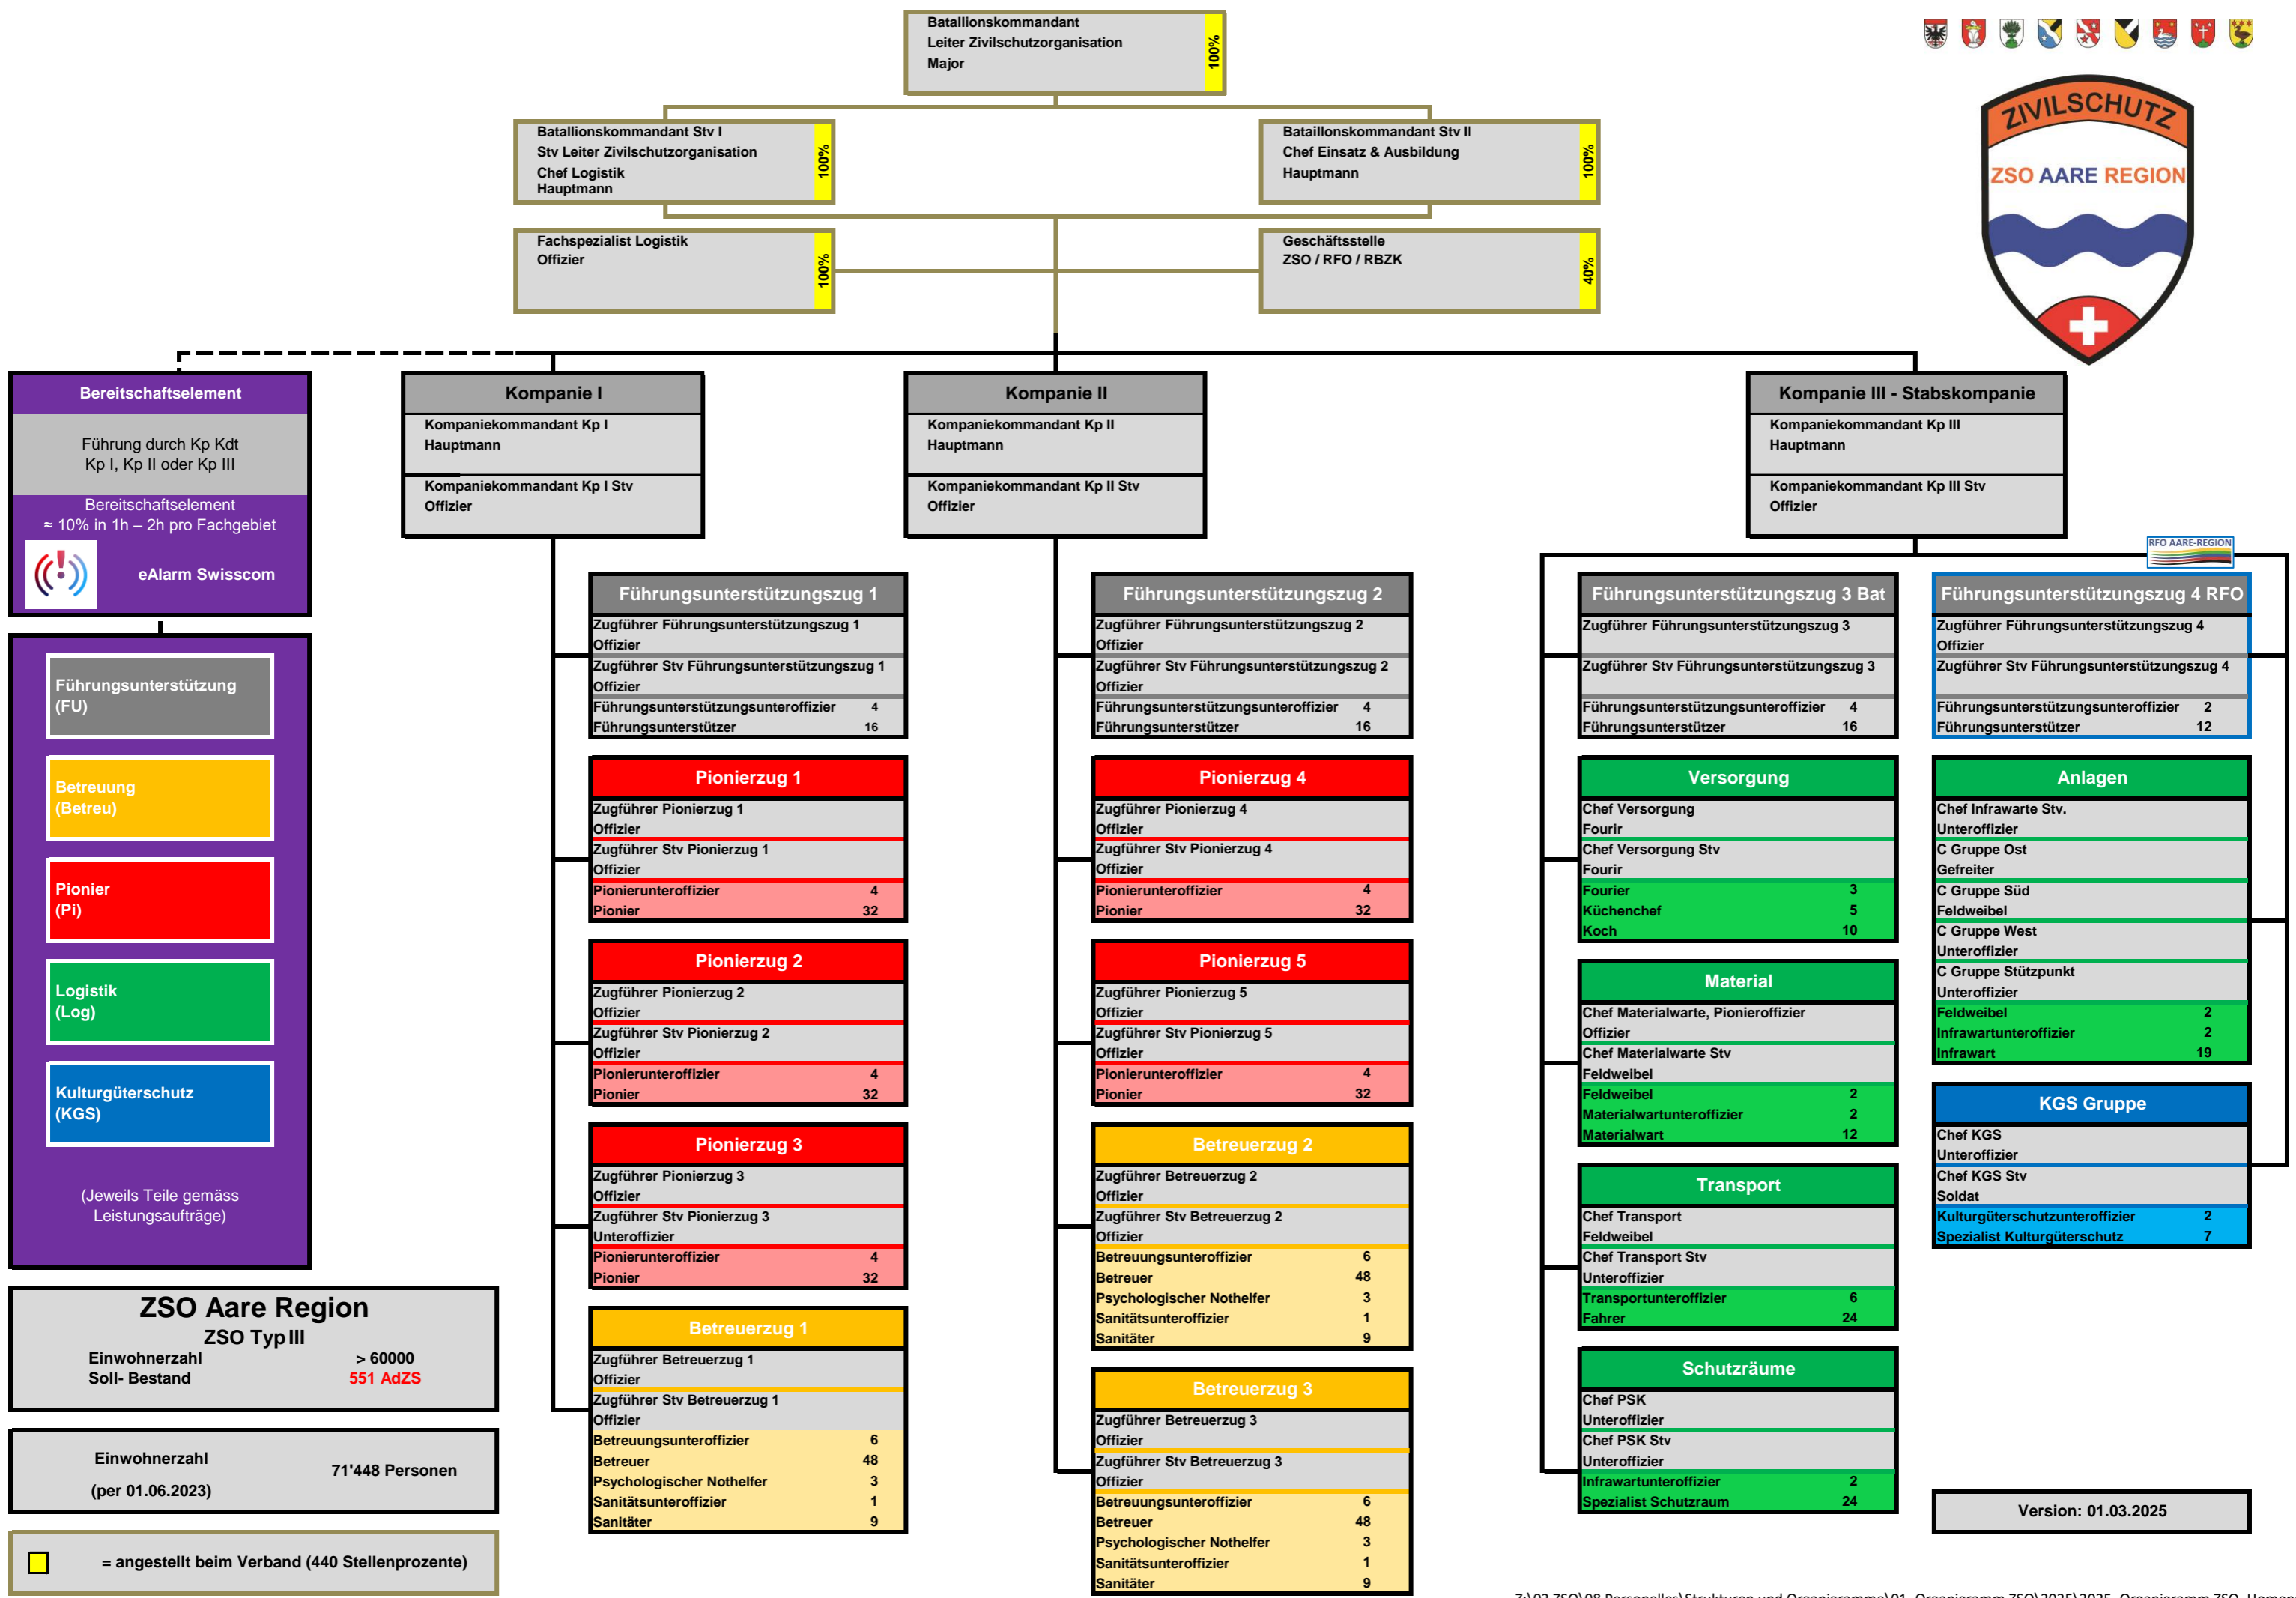 Batallionskommandant
Leiter Zivilschutzorganisation
Major
100%
Batallionskommandant Stv I
Stv Leiter Zivilschutzorganisation
Chef Logistik
Hauptmann
100%
Bataillonskommandant Stv II
Chef Einsatz & Ausbildung
Hauptmann
100%
Fachspezialist Logistik
Offizier
100%
Geschäftsstelle
ZSO / RFO / RBZK
40%
ZIVILSCHUTZ
ZSO AARE REGION
Bereitschaftselement
Führung durch Kp Kdt
Kp I, Kp II oder Kp III
Bereitschaftselement
≈ 10% in 1h – 2h pro Fachgebiet
eAlarm Swisscom
Führungsunterstützung
(FU)
Betreuung
(Betreu)
Pionier
(Pi)
Logistik
(Log)
Kulturgüterschutz
(KGS)
(Jeweils Teile gemäss
Leistungsaufträge)
ZSO Aare Region
ZSO Typ III
Einwohnerzahl > 60000
Soll- Bestand 551 AdZS
Einwohnerzahl
(per 01.06.2023)
71'448 Personen
= angestellt beim Verband (440 Stellenprozente)
Kompanie I
Kompaniekommandant Kp I
Hauptmann
Kompaniekommandant Kp I Stv
Offizier
Führungsunterstützungszug 1
Zugführer Führungsunterstützungszug 1
Offizier
Zugführer Stv Führungsunterstützungszug 1
Offizier
Führungsunterstützungsunteroffizier 4
Führungsunterstützer 16
Pionierzug 1
Zugführer Pionierzug 1
Offizier
Zugführer Stv Pionierzug 1
Offizier
Pionierunteroffizier 4
Pionier 32
Pionierzug 2
Zugführer Pionierzug 2
Offizier
Zugführer Stv Pionierzug 2
Offizier
Pionierunteroffizier 4
Pionier 32
Pionierzug 3
Zugführer Pionierzug 3
Offizier
Zugführer Stv Pionierzug 3
Unteroffizier
Pionierunteroffizier 4
Pionier 32
Betreuerzug 1
Zugführer Betreuerzug 1
Offizier
Zugführer Stv Betreuerzug 1
Offizier
Betreuungsunteroffizier 6
Betreuer 48
Psychologischer Nothelfer 3
Sanitätsunteroffizier 1
Sanitäter 9
Kompanie II
Kompaniekommandant Kp II
Hauptmann
Kompaniekommandant Kp II Stv
Offizier
Führungsunterstützungszug 2
Zugführer Führungsunterstützungszug 2
Offizier
Zugführer Stv Führungsunterstützungszug 2
Offizier
Führungsunterstützungsunteroffizier 4
Führungsunterstützer 16
Pionierzug 4
Zugführer Pionierzug 4
Offizier
Zugführer Stv Pionierzug 4
Offizier
Pionierunteroffizier 4
Pionier 32
Pionierzug 5
Zugführer Pionierzug 5
Offizier
Zugführer Stv Pionierzug 5
Offizier
Pionierunteroffizier 4
Pionier 32
Betreuerzug 2
Zugführer Betreuerzug 2
Offizier
Zugführer Stv Betreuerzug 2
Offizier
Betreuungsunteroffizier 6
Betreuer 48
Psychologischer Nothelfer 3
Sanitätsunteroffizier 1
Sanitäter 9
Betreuerzug 3
Zugführer Betreuerzug 3
Offizier
Zugführer Stv Betreuerzug 3
Offizier
Betreuungsunteroffizier 6
Betreuer 48
Psychologischer Nothelfer 3
Sanitätsunteroffizier 1
Sanitäter 9
Kompanie III - Stabskompanie
Kompaniekommandant Kp III
Hauptmann
Kompaniekommandant Kp III Stv
Offizier
Führungsunterstützungszug 3 Bat
Zugführer Führungsunterstützungszug 3
Zugführer Stv Führungsunterstützungszug 3
Führungsunterstützungsunteroffizier 4
Führungsunterstützer 16
Versorgung
Chef Versorgung
Fourir
Chef Versorgung Stv
Fourir
Fourier 3
Küchenchef 5
Koch 10
Material
Chef Materialwarte, Pionieroffizier
Offizier
Chef Materialwarte Stv
Feldweibel
Feldweibel 2
Materialwartunteroffizier 2
Materialwart 12
Transport
Chef Transport
Feldweibel
Chef Transport Stv
Unteroffizier
Transportunteroffizier 6
Fahrer 24
Schutzräume
Chef PSK
Unteroffizier
Chef PSK Stv
Unteroffizier
Infrawartunteroffizier 2
Spezialist Schutzraum 24
RFO AARE-REGION
Führungsunterstützungszug 4 RFO
Zugführer Führungsunterstützungszug 4
Offizier
Zugführer Stv Führungsunterstützungszug 4
Führungsunterstützungsunteroffizier 2
Führungsunterstützer 12
Anlagen
Chef Infrawarte Stv.
Unteroffizier
C Gruppe Ost
Gefreiter
C Gruppe Süd
Feldweibel
C Gruppe West
Unteroffizier
C Gruppe Stützpunkt
Unteroffizier
Feldweibel 2
Infrawartunteroffizier 2
Infrawart 19
KGS Gruppe
Chef KGS
Unteroffizier
Chef KGS Stv
Soldat
Kulturgüterschutzunteroffizier 2
Spezialist Kulturgüterschutz 7
Version: 01.03.2025